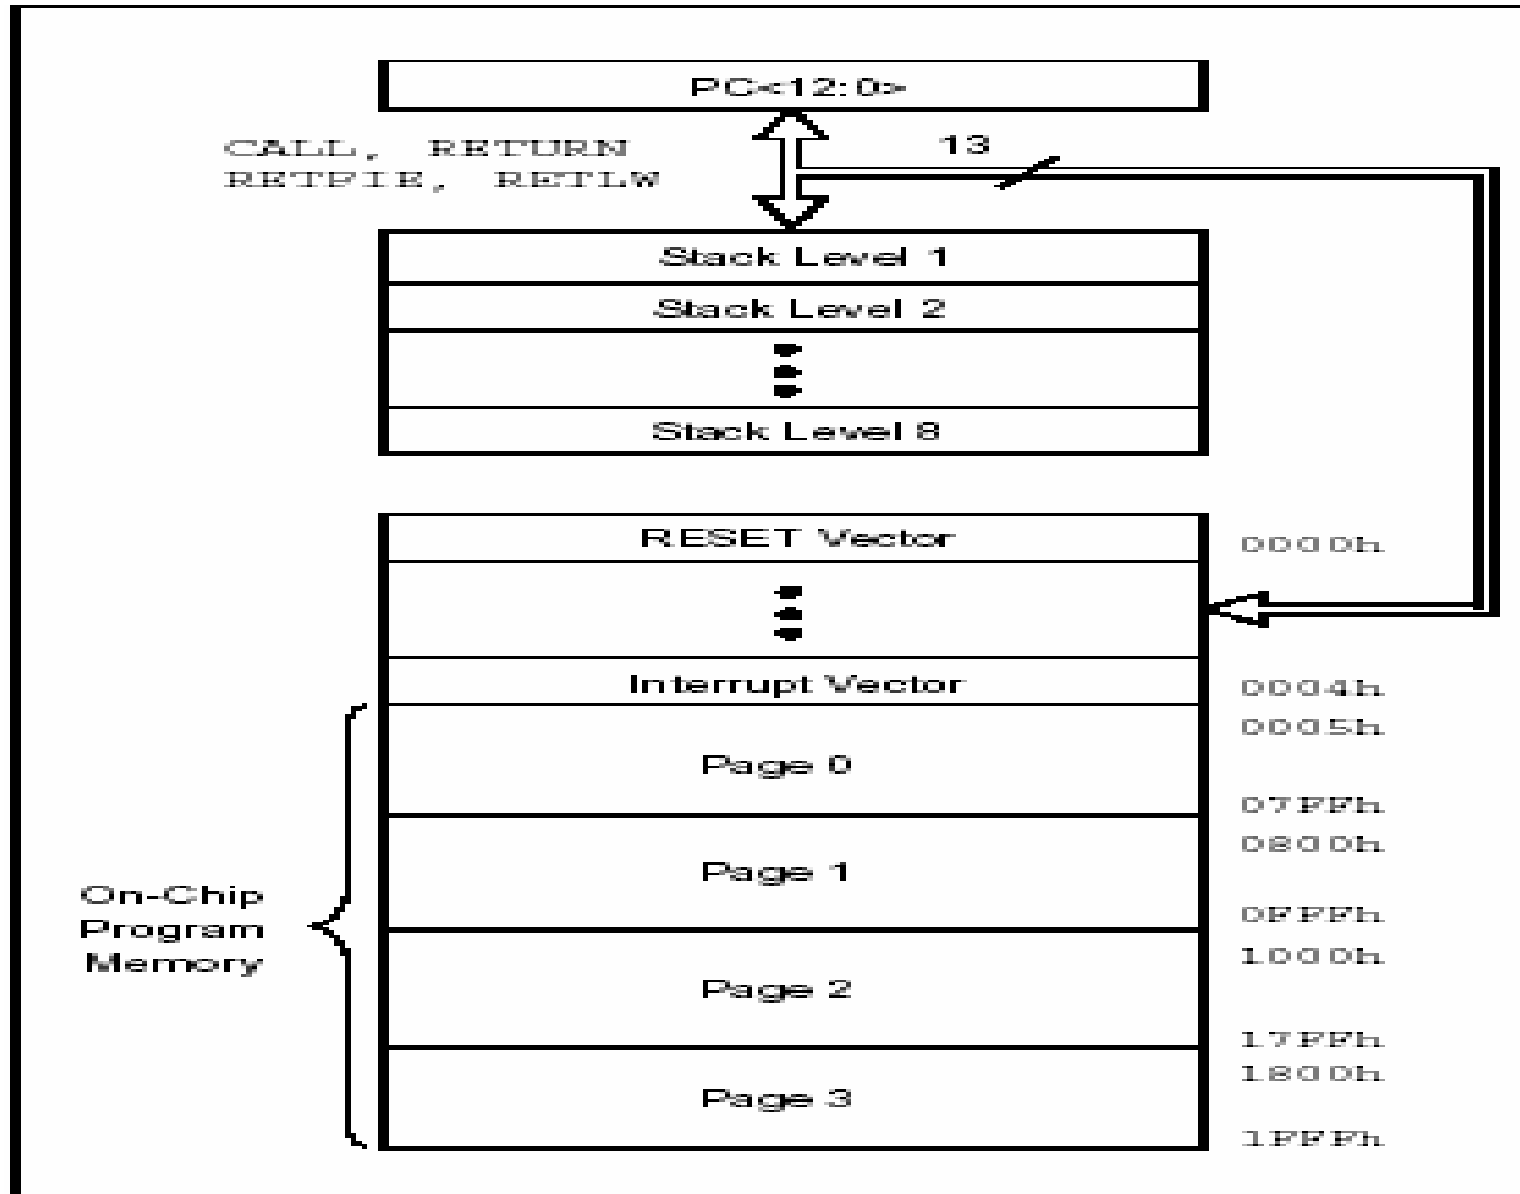 PC<12:0>
CALL, RETURN
RETFIE, RETLW
13
Stack Level 1
Stack Level 2
Stack Level 8
RESET Vector
0000h
Interrupt Vector
0004h
0005h
Page 0
07FFh
0800h
Page 1
0FFFh
On-Chip
Program
Memory
1000h
Page 2
17FFh
1800h
Page 3
1FFFh